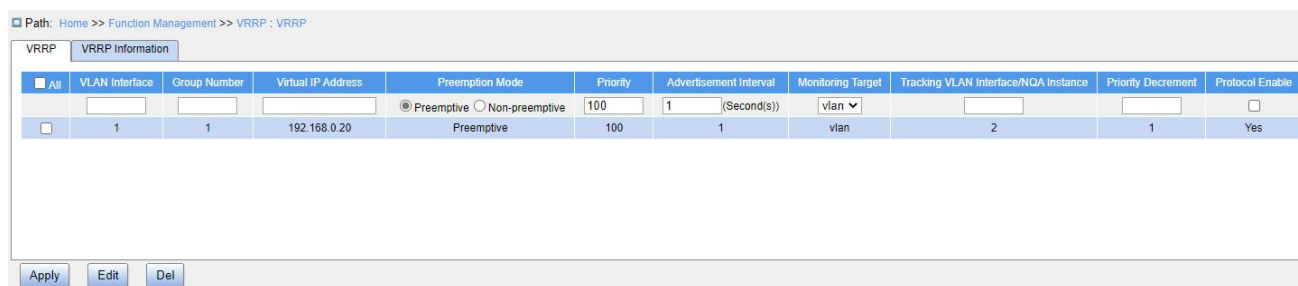 Path: Home >> Function Management >> VRRP : VRRP
VRRP VRRP Information
All VLAN Interface Group Number Virtual IP Address Preemption Mode Priority Advertisement Interval Monitoring Target Tracking VLAN Interface/NQA Instance Priority Decrement Protocol Enable
Preemptive Non-preemptive 100 1 (Second(s)) vlan
1 1 192.168.0.20 Preemptive 100 1 vlan 2 1 Yes
Apply Edit Del